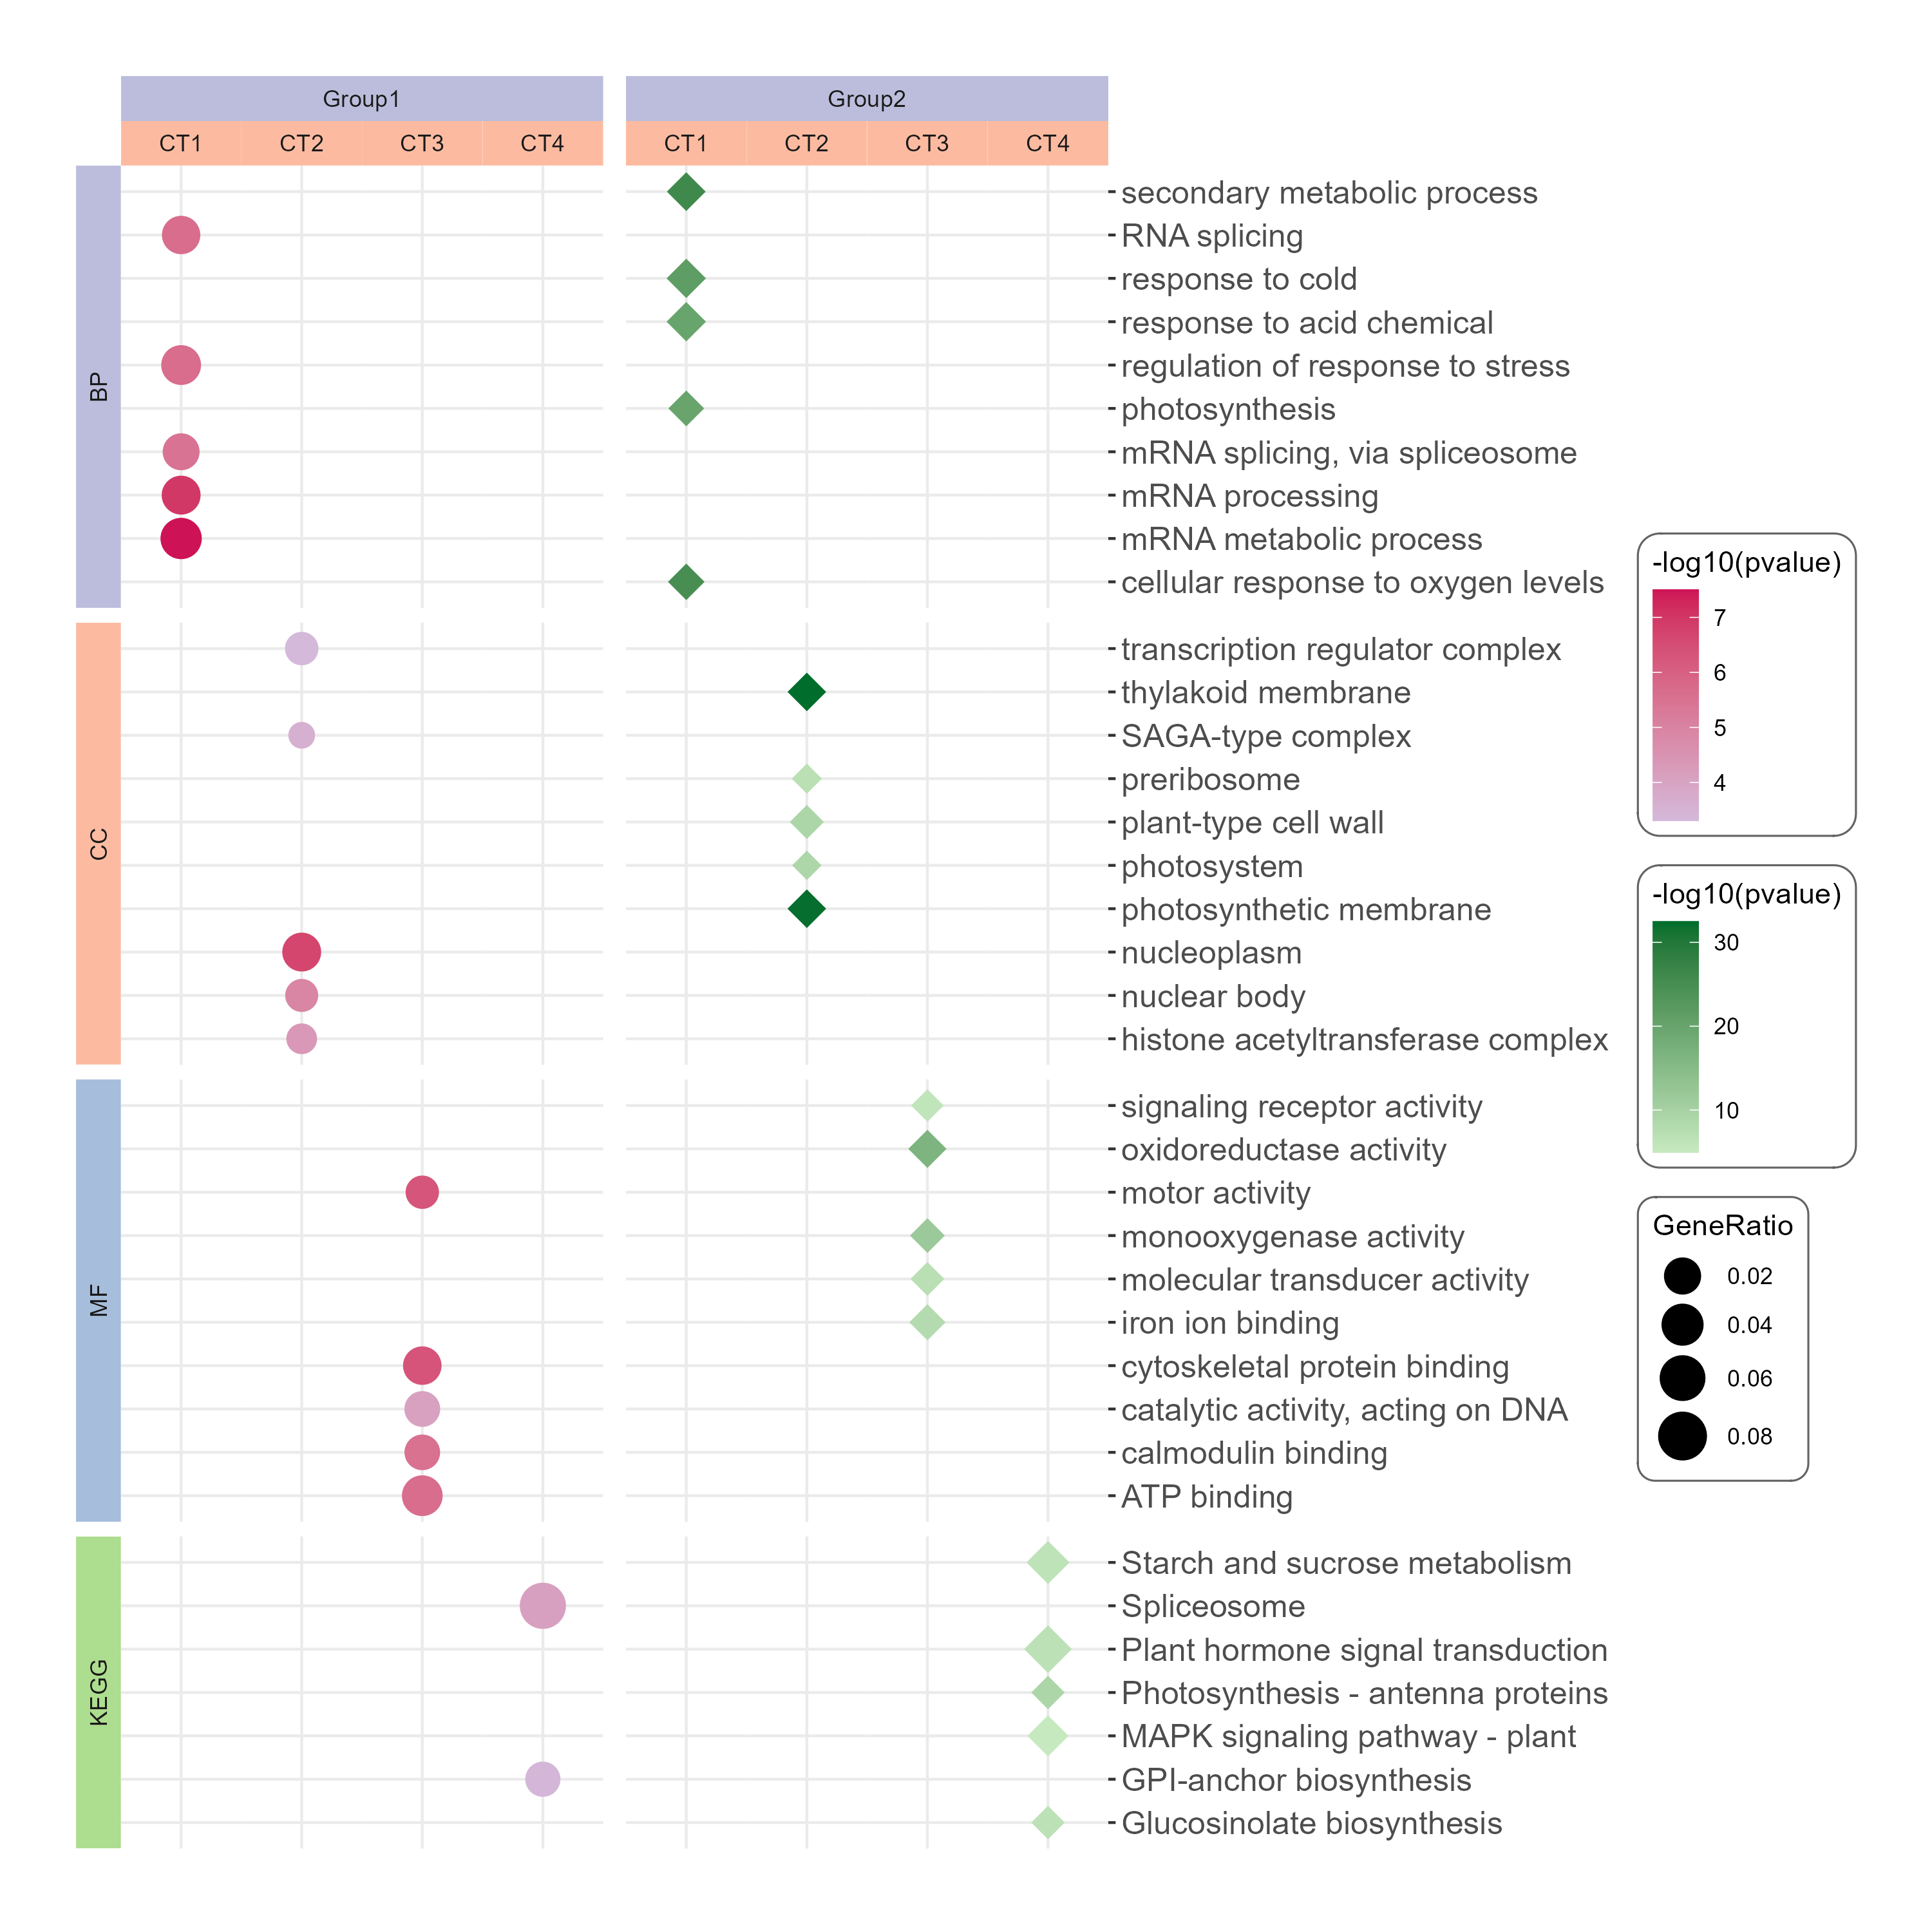 Group1 Group2
CT1 CT2 CT3 CT4 CT1 CT2 CT3 CT4
BP
secondary metabolic process
RNA splicing
response to cold
response to acid chemical
regulation of response to stress
photosynthesis
mRNA splicing, via spliceosome
mRNA processing
mRNA metabolic process
cellular response to oxygen levels
CC
transcription regulator complex
thylakoid membrane
SAGA-type complex
preribosome
plant-type cell wall
photosystem
photosynthetic membrane
nucleoplasm
nuclear body
histone acetyltransferase complex
MF
signaling receptor activity
oxidoreductase activity
motor activity
monooxygenase activity
molecular transducer activity
iron ion binding
cytoskeletal protein binding
catalytic activity, acting on DNA
calmodulin binding
ATP binding
KEGG
Starch and sucrose metabolism
Spliceosome
Plant hormone signal transduction
Photosynthesis - antenna proteins
MAPK signaling pathway - plant
GPI-anchor biosynthesis
Glucosinolate biosynthesis
-log10(pvalue)
7
6
5
4
-log10(pvalue)
30
20
10
GeneRatio
0.02
0.04
0.06
0.08